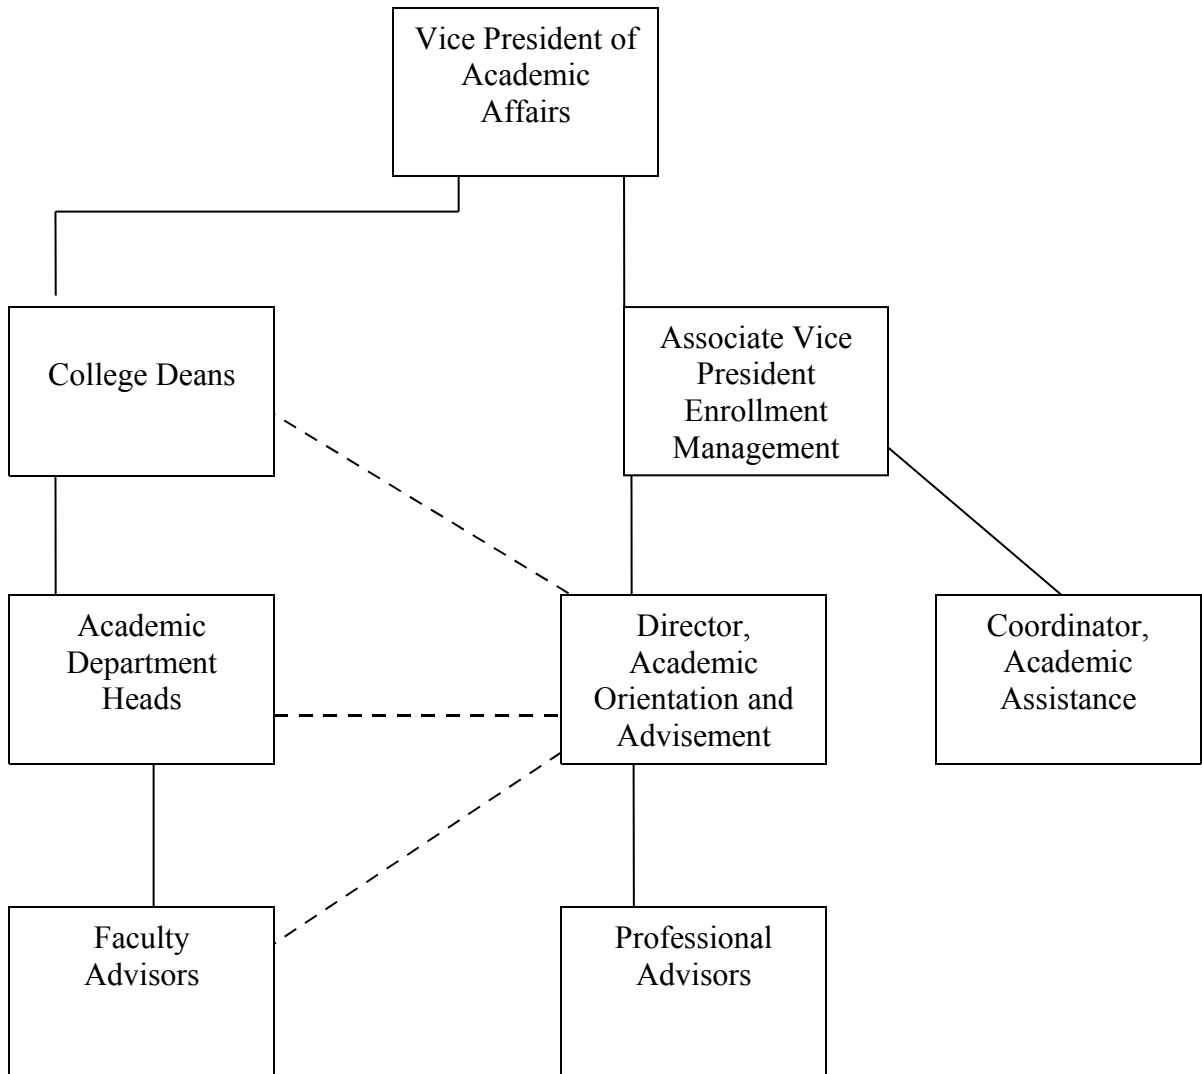 Vice President of
Academic
Affairs
College Deans
Associate Vice
President
Enrollment
Management
Academic
Department
Heads
Director,
Academic
Orientation and
Advisement
Coordinator,
Academic
Assistance
Faculty
Advisors
Professional
Advisors